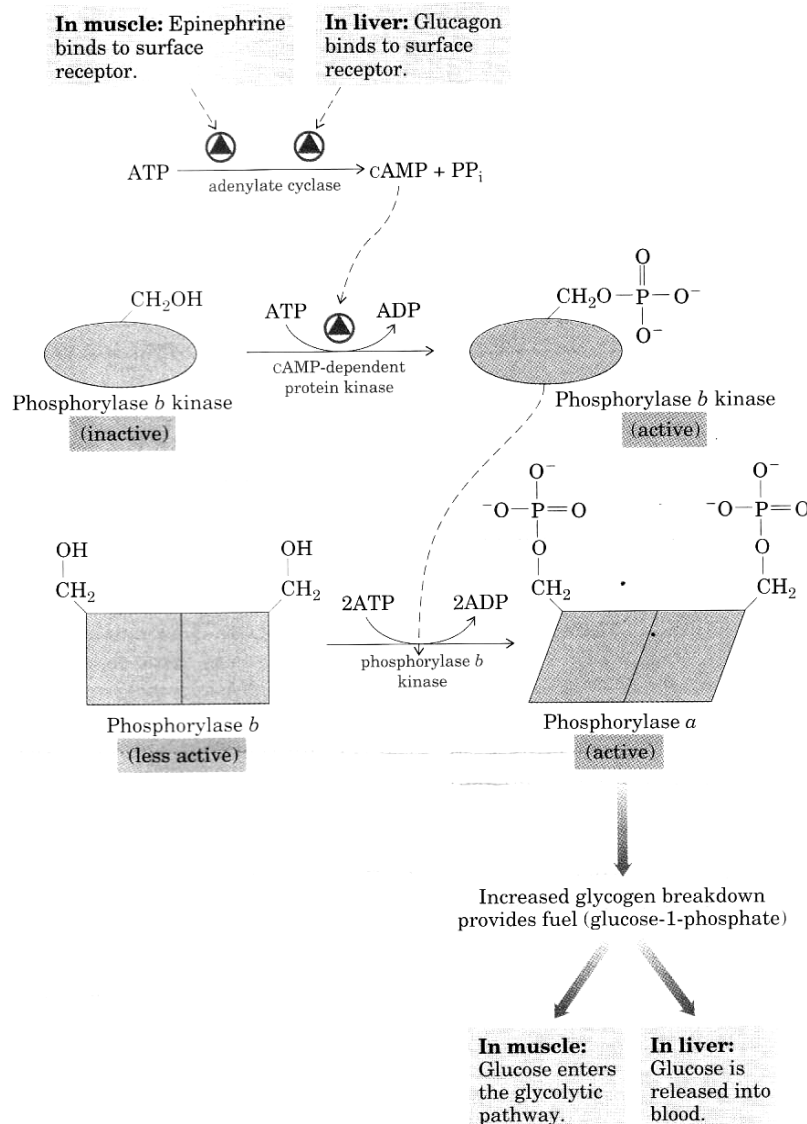 In muscle: Epinephrine
binds to surface
receptor.
In liver: Glucagon
binds to surface
receptor.
ATP
adenylate cyclase
cAMP + PPi
CH2OH
ATP
ADP
cAMP-dependent
protein kinase
O
CH2O—P—O−
O−
Phosphorylase b kinase
(inactive)
Phosphorylase b kinase
(active)
OH
CH2
OH
CH2
2ATP
2ADP
phosphorylase b
kinase
O−
−O—P=O
O
CH2
O−
−O—P=O
O
CH2
Phosphorylase b
(less active)
Phosphorylase a
(active)
Increased glycogen breakdown
provides fuel (glucose-1-phosphate)
In muscle:
Glucose enters
the glycolytic
pathway.
In liver:
Glucose is
released into
blood.